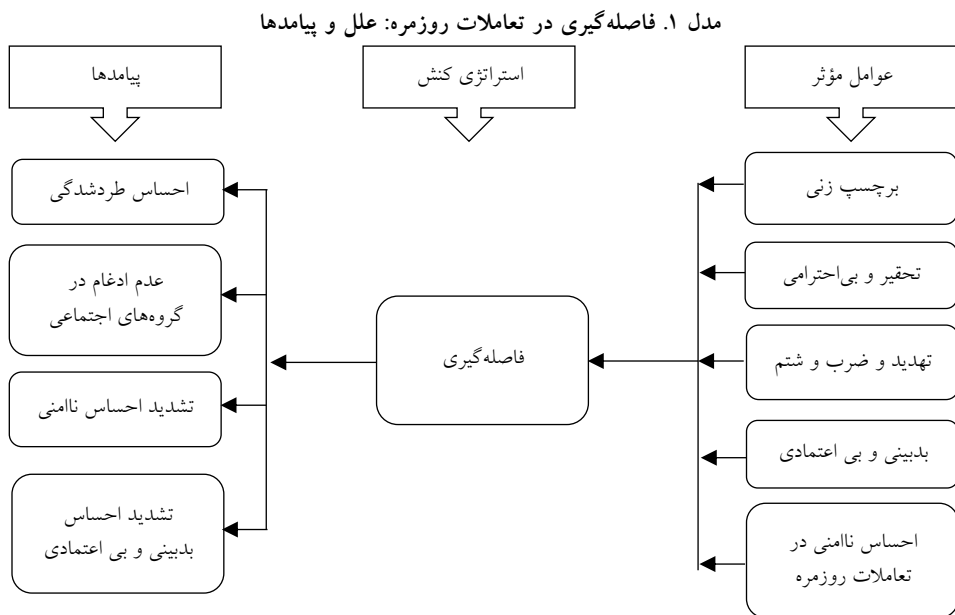 مدل ۱. فاصله‌گیری در تعاملات روزمره: علل و پیامدها
عوامل مؤثر
استراتژی کنش
پیامدها
برچسپ زنی
تحقیر و بی‌احترامی
تهدید و ضرب و شتم
بدبینی و بی اعتمادی
احساس ناامنی در
تعاملات روزمره
فاصله‌گیری
احساس طردشدگی
عدم ادغام در
گروه‌های اجتماعی
تشدید احساس ناامنی
تشدید احساس
بدبینی و بی اعتمادی